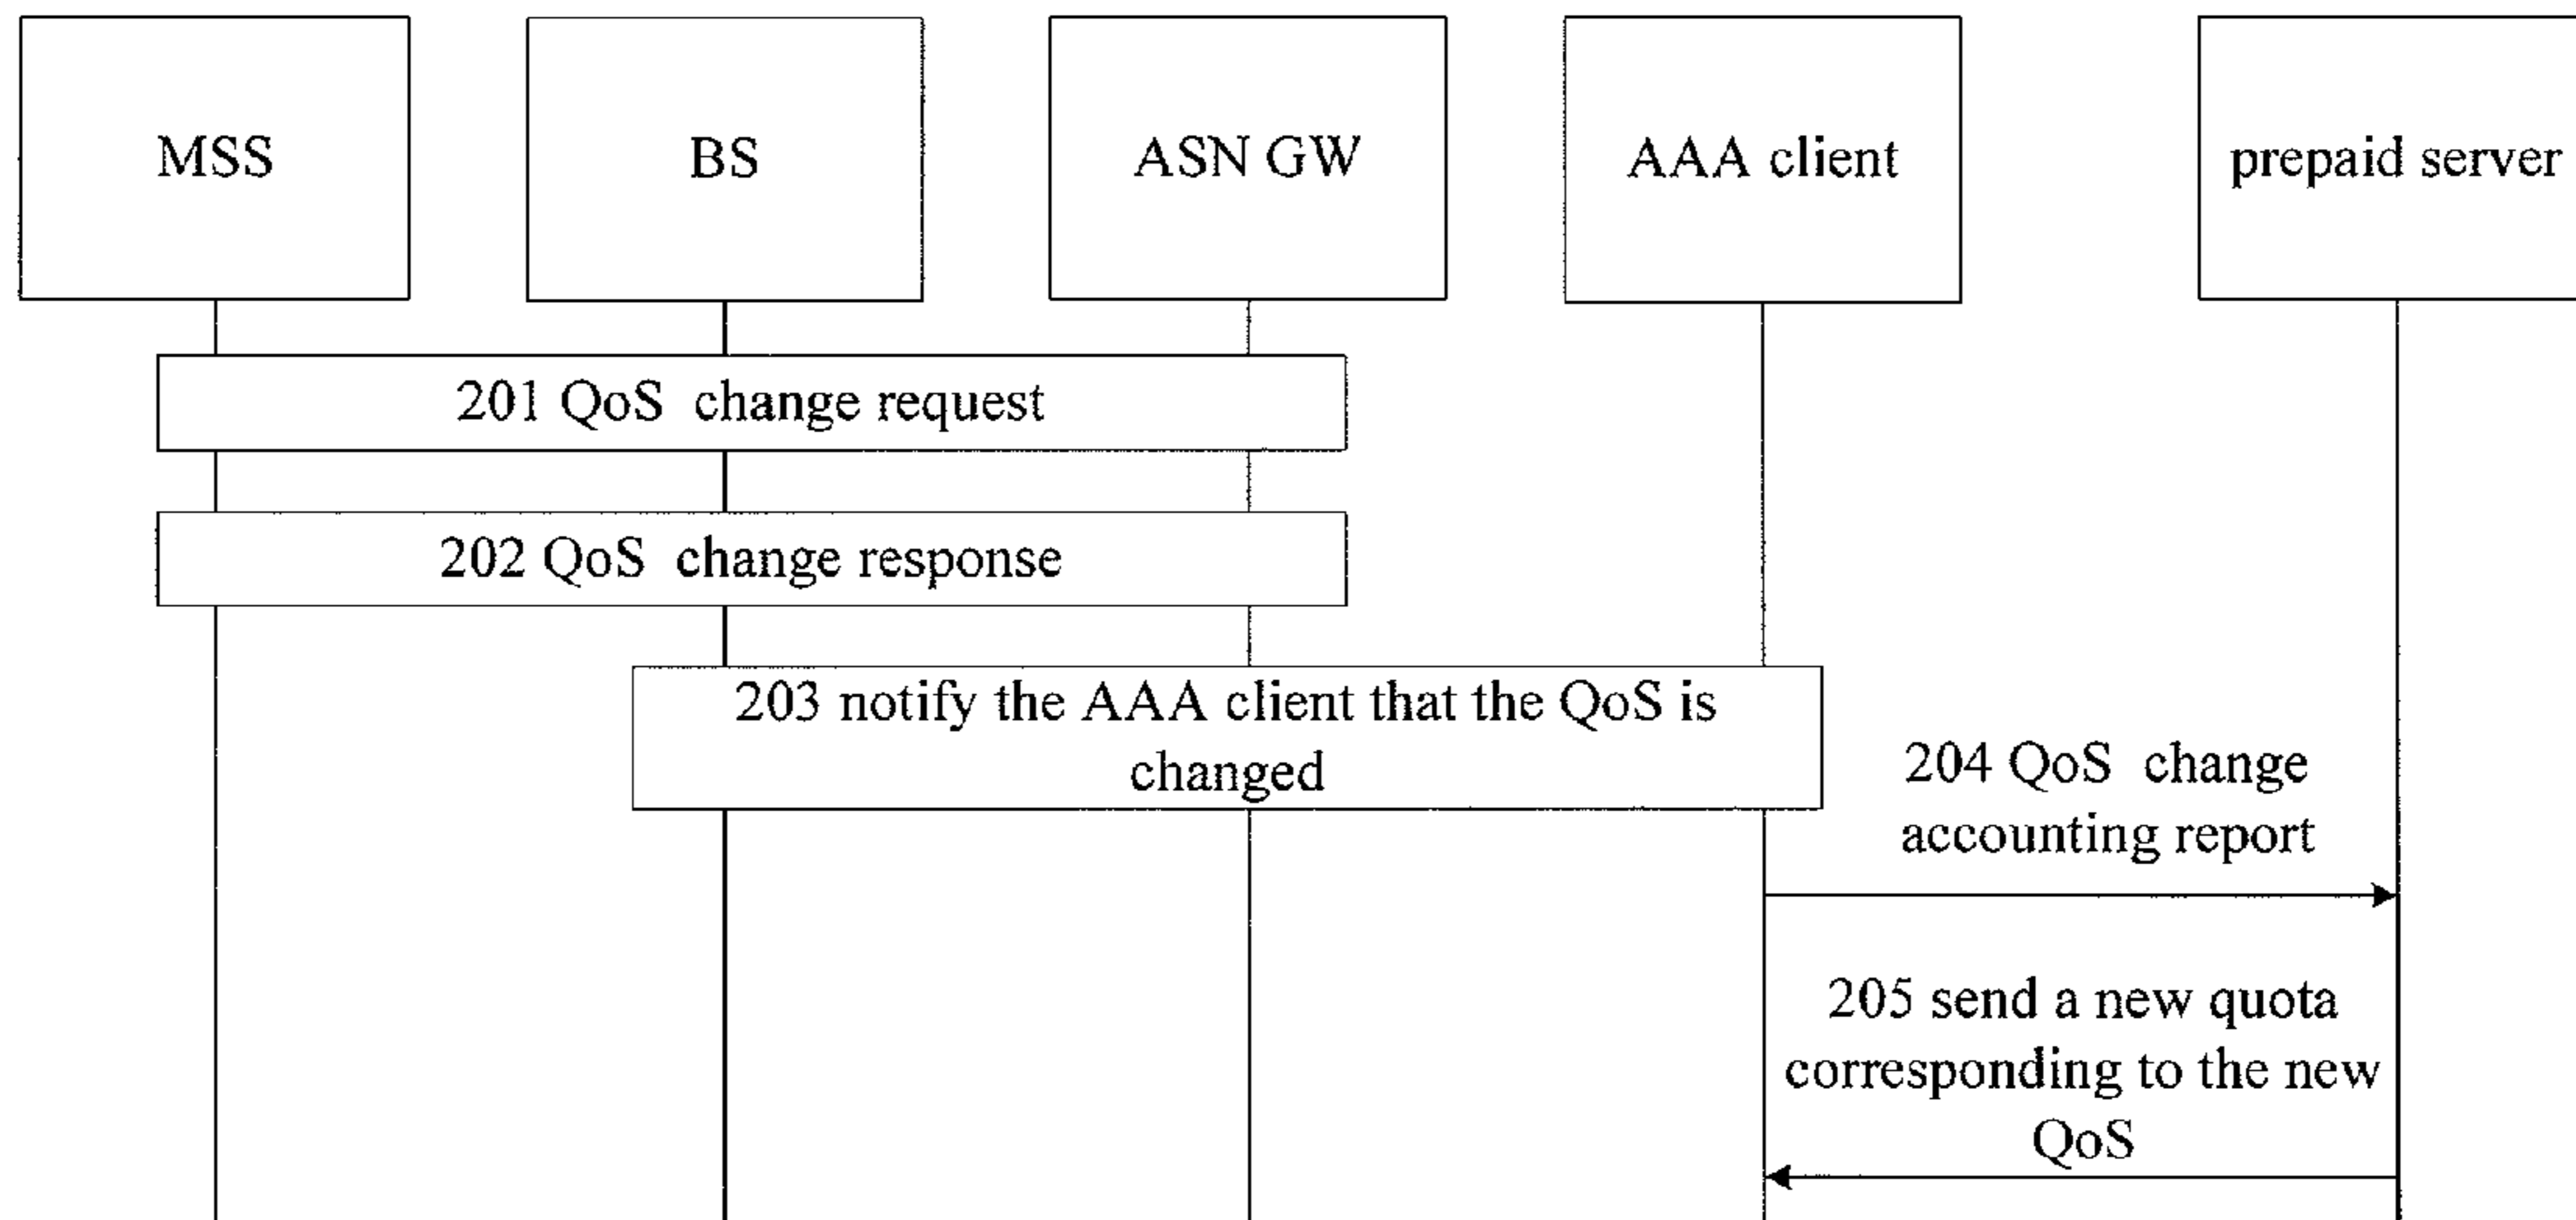 MSS
BS
ASN GW
AAA client
prepaid server
201 QoS change request
202 QoS change response
203 notify the AAA client that the QoS is
changed
204 QoS change
accounting report
205 send a new quota
corresponding to the new
QoS